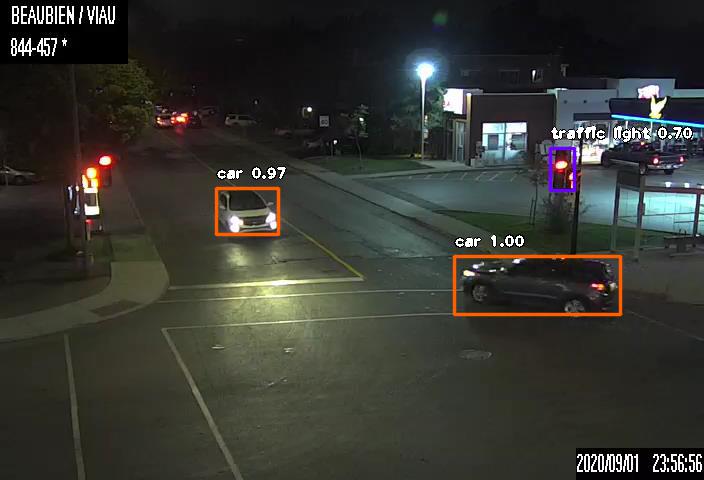 BEAUBIEN / VIAU
844-457 *
traffic light 0.70
car 0.97
car 1.00
2020/09/01 23:56:56